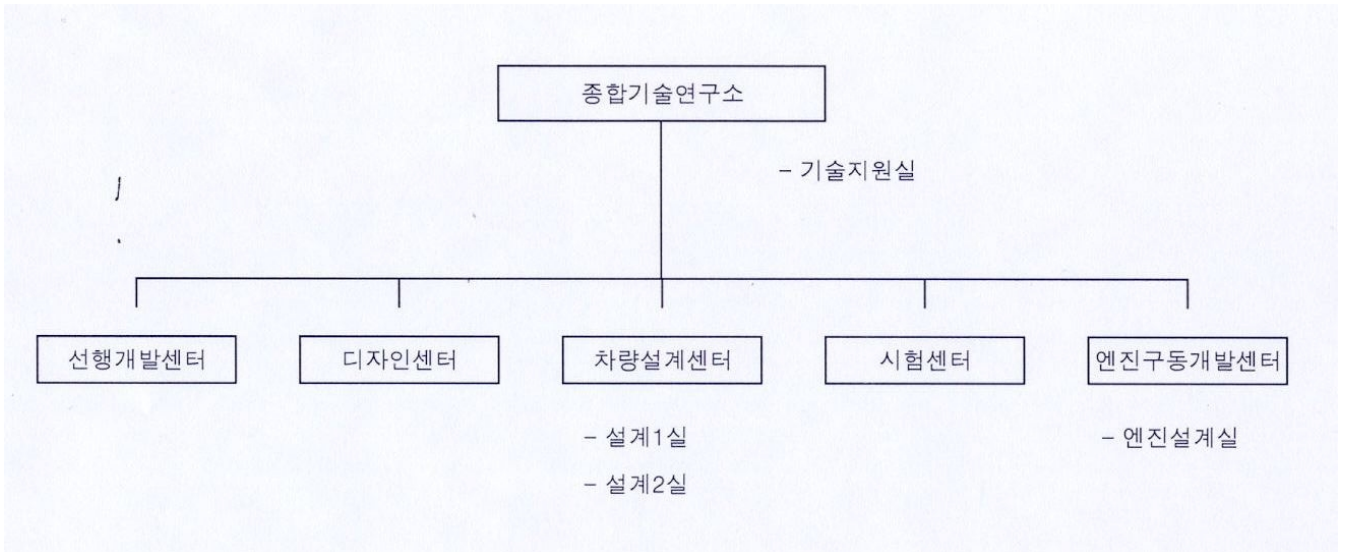 종합기술연구소
- 기술지원실
선행개발센터
디자인센터
차량설계센터
시험센터
엔진구동개발센터
- 설계1실
- 엔진설계실
- 설계2실